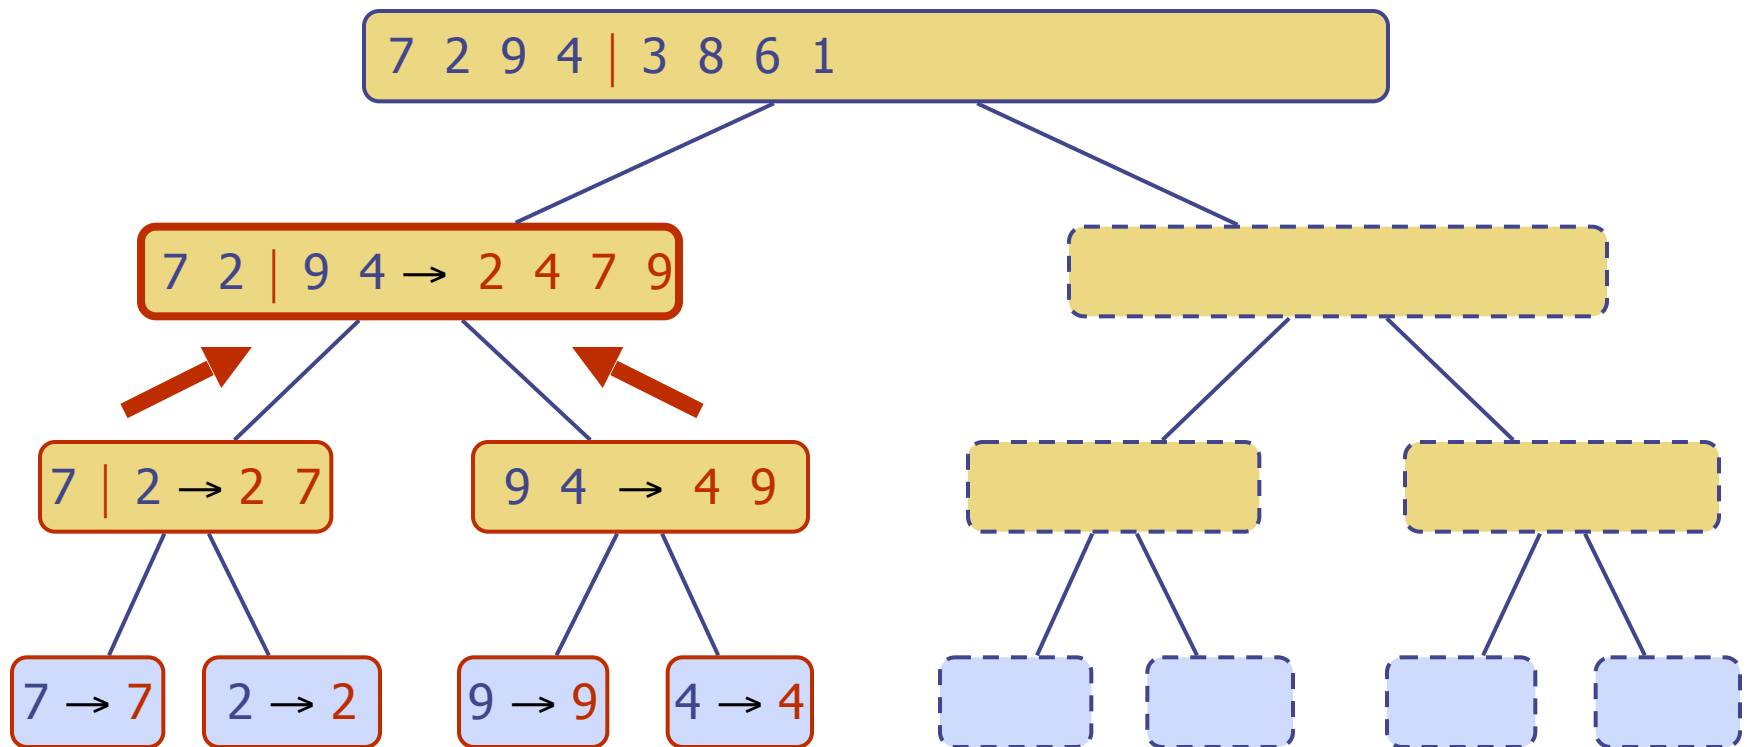 7 2 9 4 | 3 8 6 1
7 2 | 9 4 → 2 4 7 9
7 | 2 → 2 7
9 4 → 4 9
7 → 7
2 → 2
9 → 9
4 → 4